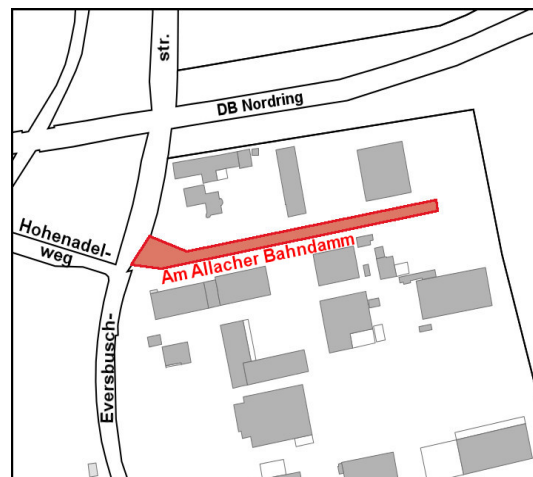 str.
DB Nordring
Hohenadel-
weg
Am Allacher Bahndamm
Eversbusch-